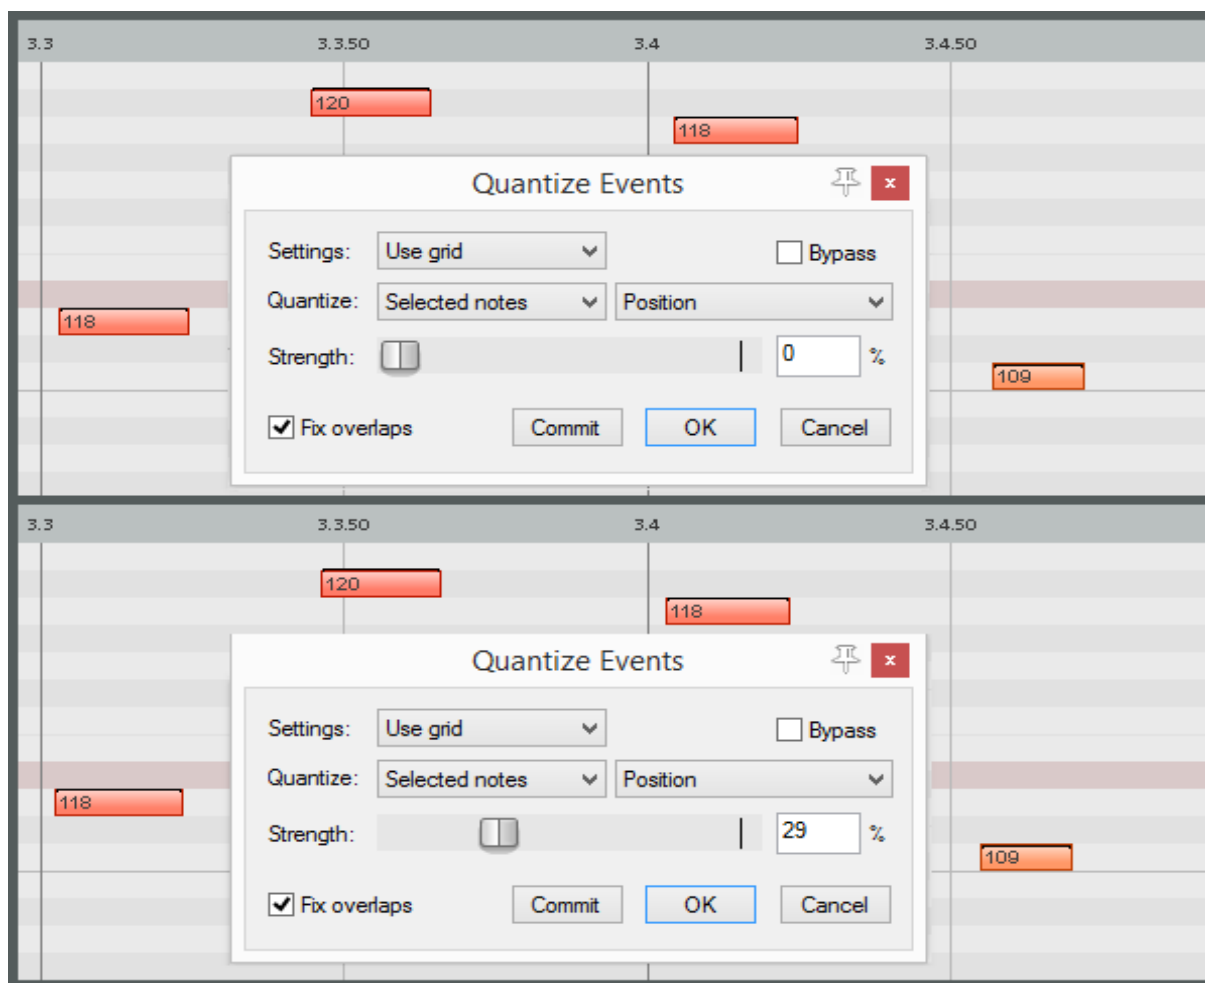 3.3 3.3.50 3.4 3.4.50
120
118
Quantize Events x
Settings: Use grid Bypass
Quantize: Selected notes Position
118
Strength: 0 %
109
Fix overlaps Commit OK Cancel
3.3 3.3.50 3.4 3.4.50
120
118
Quantize Events x
Settings: Use grid Bypass
Quantize: Selected notes Position
118
Strength: 29 %
109
Fix overlaps Commit OK Cancel